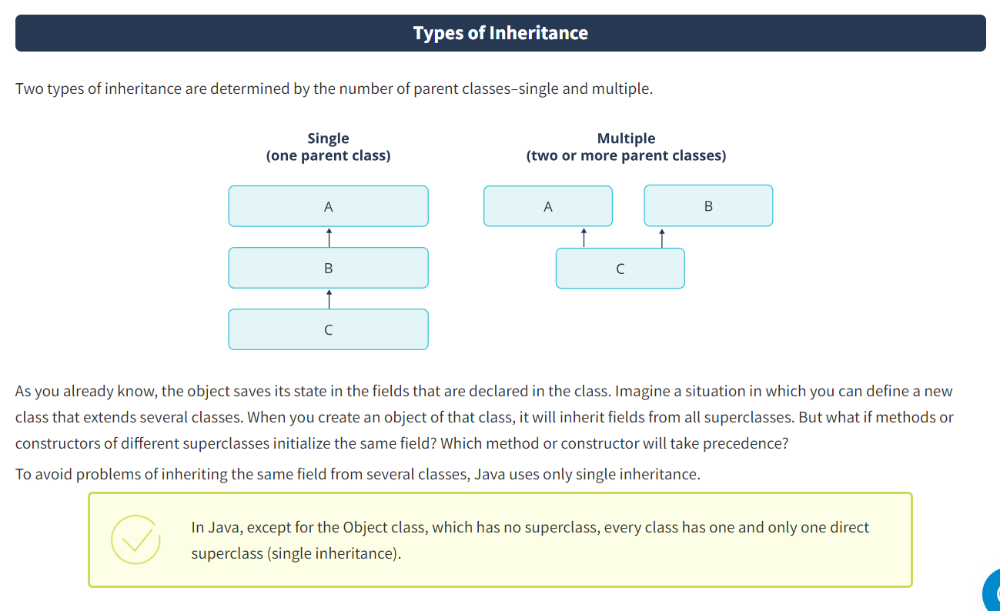 Types of Inheritance
Two types of inheritance are determined by the number of parent classes–single and multiple.
Single
(one parent class)
A
B
C
Multiple
(two or more parent classes)
A
B
C
As you already know, the object saves its state in the fields that are declared in the class. Imagine a situation in which you can define a new
class that extends several classes. When you create an object of that class, it will inherit fields from all superclasses. But what if methods or
constructors of different superclasses initialize the same field? Which method or constructor will take precedence?
To avoid problems of inheriting the same field from several classes, Java uses only single inheritance.
In Java, except for the Object class, which has no superclass, every class has one and only one direct
superclass (single inheritance).